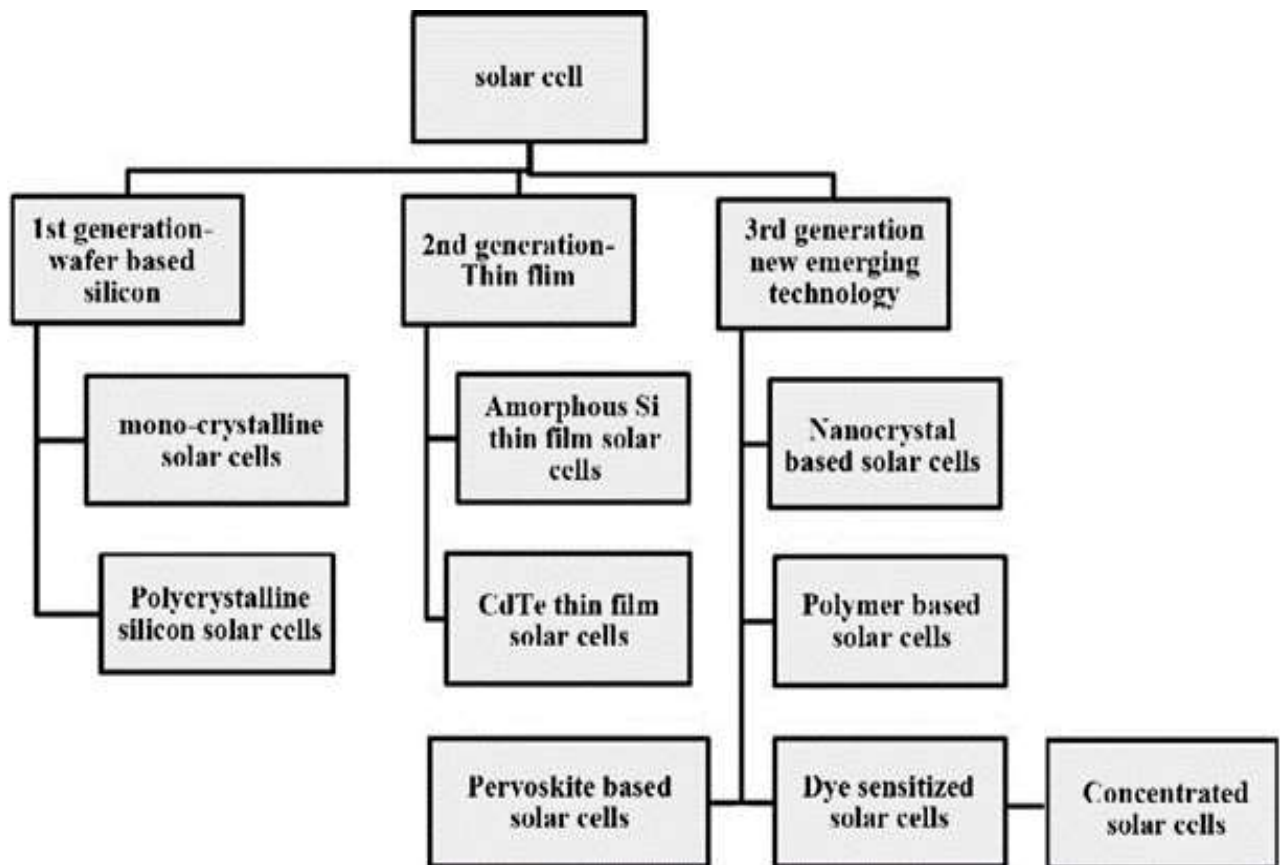 solar cell
1st generation-
wafer based
silicon
2nd generation-
Thin flim
3rd generation
new emerging
technology
mono-crystalline
solar cells
Amorphous Si
thin film solar
cells
Nanocrystal
based solar cells
Polycrystalline
silicon solar cells
CdTe thin film
solar cells
Polymer based
solar cells
Pervoskite based
solar cells
Dye sensitized
solar cells
Concentrated
solar cells